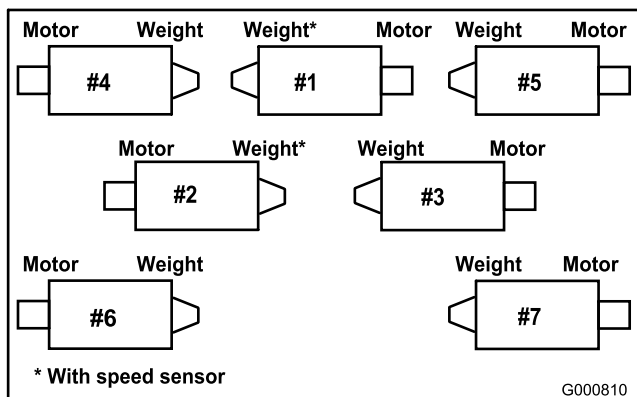 Motor Weight Weight* Motor Weight Motor
#4 #1 #5
Motor Weight* Weight Motor
#2 #3
Motor Weight Weight Motor
#6 #7
* With speed sensor
G000810